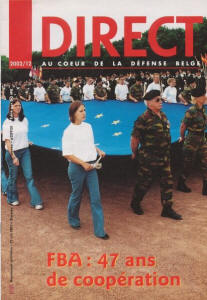 DIRECT
2002/12
AU COEUR DE LA DÉFENSE BELGE
FBA : 47 ans
de coopération